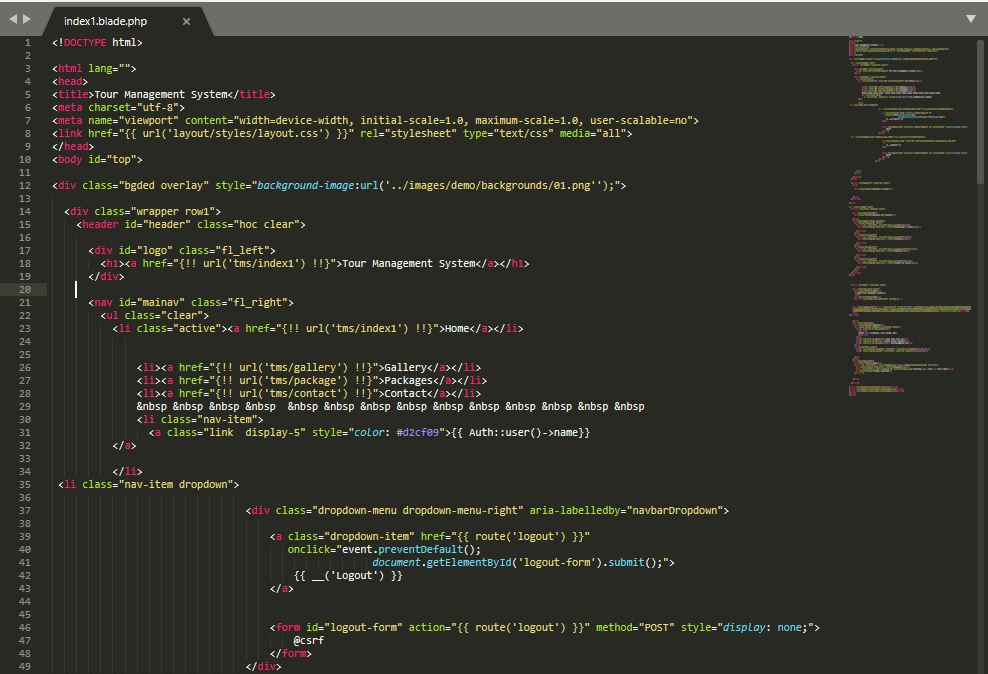 index1.blade.php ×
1 <!DOCTYPE html>
2
3 <html lang="">
4 <head>
5 <title>Tour Management System</title>
6 <meta charset="utf-8">
7 <meta name="viewport" content="width=device-width, initial-scale=1.0, maximum-scale=1.0, user-scalable=no">
8 <link href="{{ url('layout/styles/layout.css') }}" rel="stylesheet" type="text/css" media="all">
9 </head>
10 <body id="top">
11
12 <div class="bgded overlay" style="background-image:url('../images/demo/backgrounds/01.png'');">
13
14 <div class="wrapper row1">
15 <header id="header" class="hoc clear">
16
17 <div id="logo" class="fl_left">
18 <h1><a href="{!! url('tms/index1') !!}">Tour Management System</a></h1>
19 </div>
20
21 <nav id="mainav" class="fl_right">
22 <ul class="clear">
23 <li class="active"><a href="{!! url('tms/index1') !!}">Home</a></li>
24
25
26 <li><a href="{!! url('tms/gallery') !!}">Gallery</a></li>
27 <li><a href="{!! url('tms/package') !!}">Packages</a></li>
28 <li><a href="{!! url('tms/contact') !!}">Contact</a></li>
29 &nbsp &nbsp &nbsp &nbsp  &nbsp &nbsp &nbsp &nbsp &nbsp &nbsp &nbsp &nbsp &nbsp &nbsp
30 <li class="nav-item">
31 <a class="link  display-5" style="color: #d2cf09">{{ Auth::user()->name}}
32 </a>
33
34 </li>
35 <li class="nav-item dropdown">
36
37 <div class="dropdown-menu dropdown-menu-right" aria-labelledby="navbarDropdown">
38
39 <a class="dropdown-item" href="{{ route('logout') }}"
40 onclick="event.preventDefault();
41 document.getElementById('logout-form').submit();">
42 {{ __('Logout') }}
43 </a>
44
45
46 <form id="logout-form" action="{{ route('logout') }}" method="POST" style="display: none;">
47 @csrf
48 </form>
49 </div>